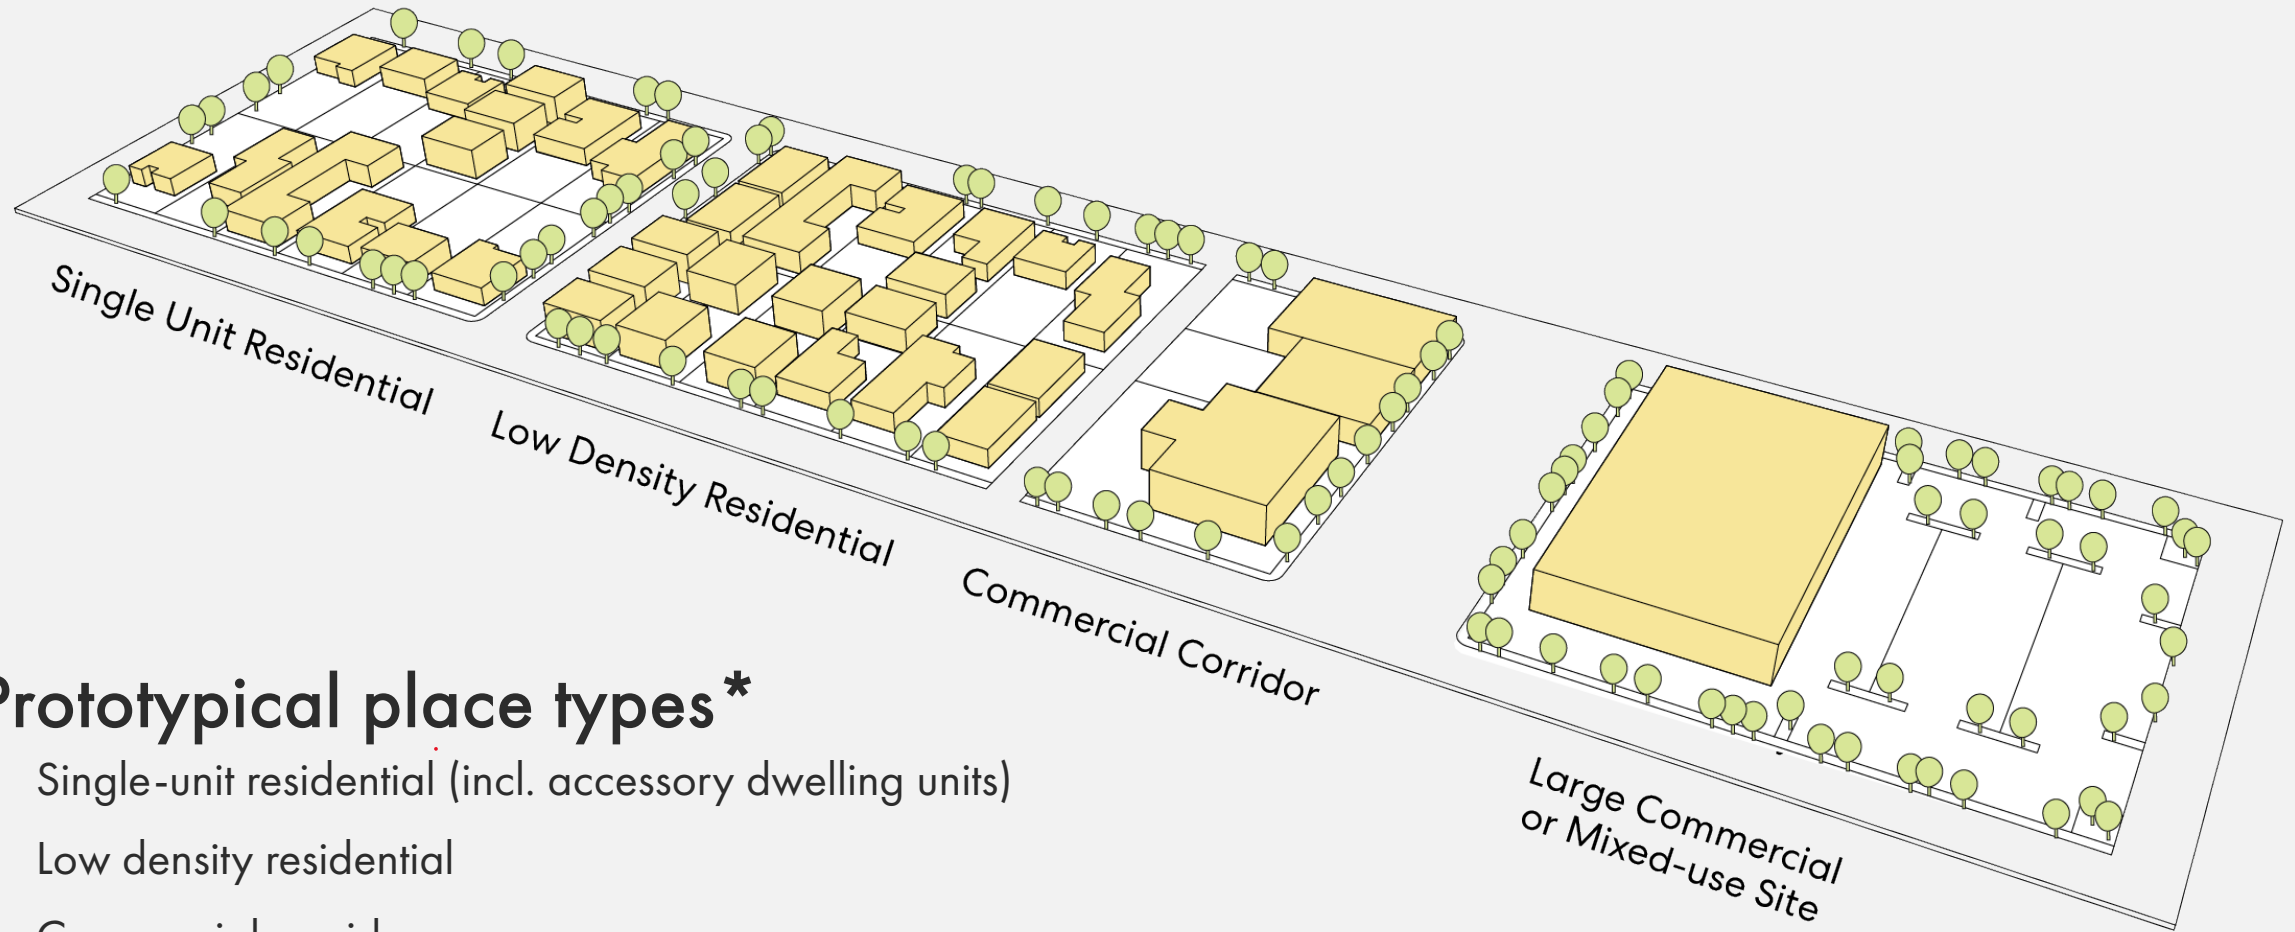 Single Unit Residential
Low Density Residential
Commercial Corridor
Large Commercial
or Mixed-use Site
Prototypical place types*
Single-unit residential (incl. accessory dwelling units)
Low density residential